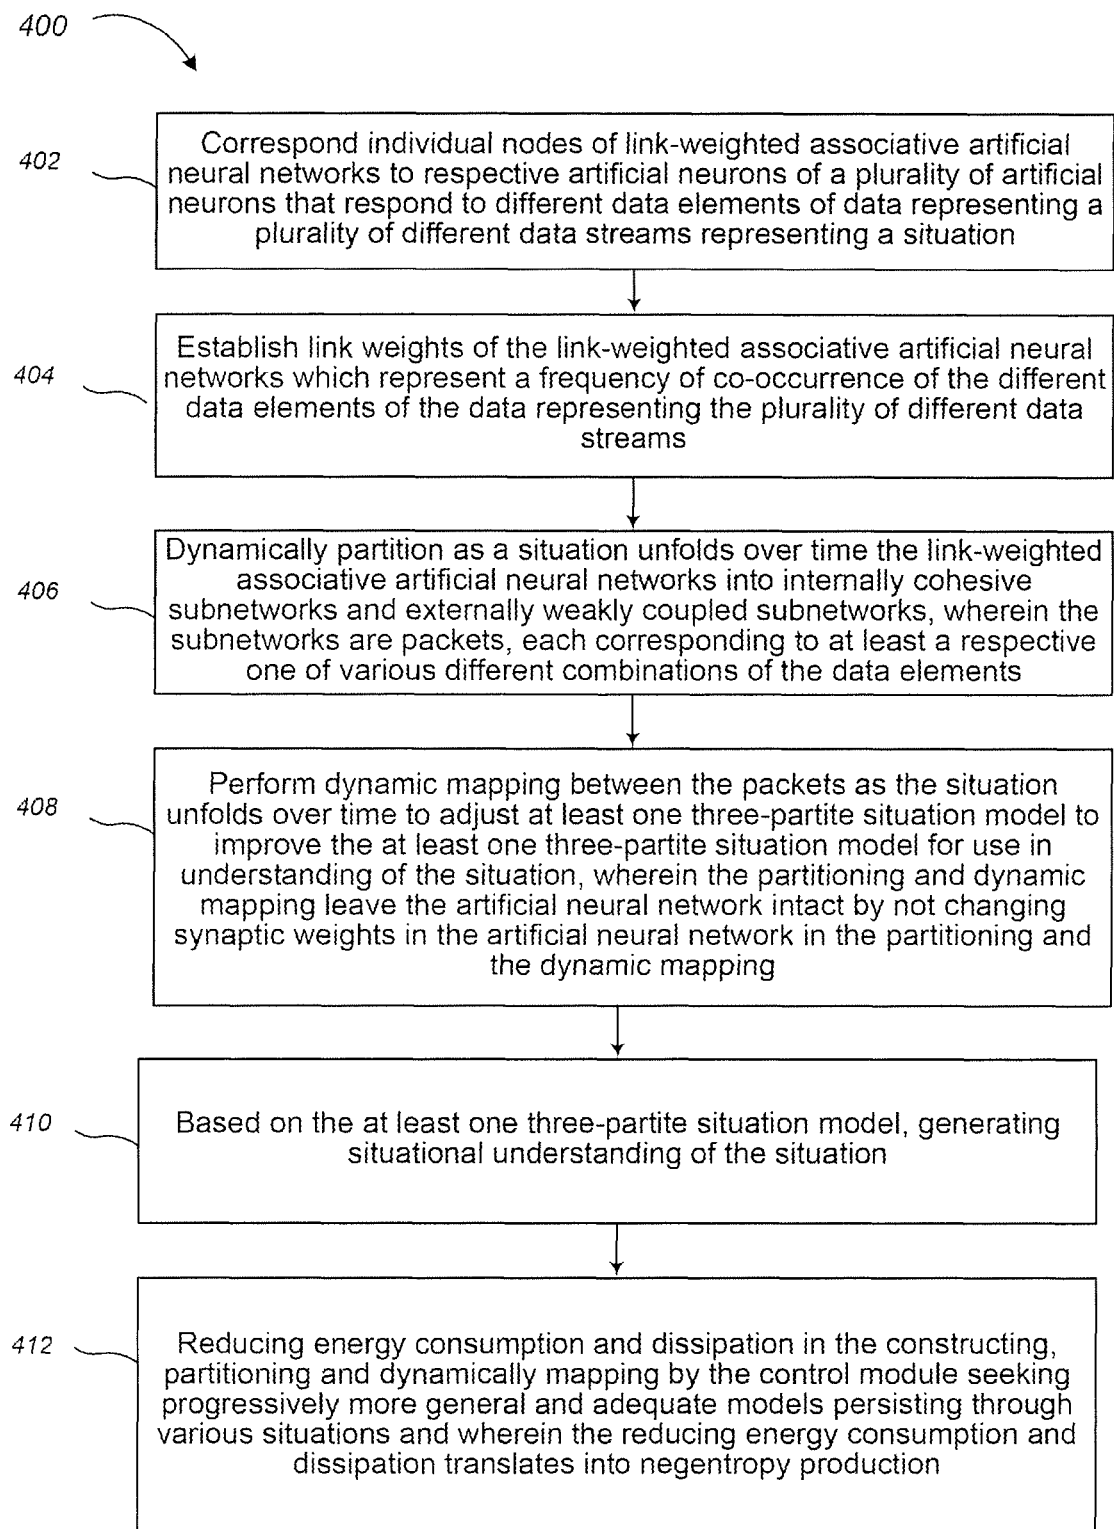 400
402
Correspond individual nodes of link-weighted associative artificial
neural networks to respective artificial neurons of a plurality of artificial
neurons that respond to different data elements of data representing a
plurality of different data streams representing a situation
404
Establish link weights of the link-weighted associative artificial neural
networks which represent a frequency of co-occurrence of the different
data elements of the data representing the plurality of different data
streams
406
Dynamically partition as a situation unfolds over time the link-weighted
associative artificial neural networks into internally cohesive
subnetworks and externally weakly coupled subnetworks, wherein the
subnetworks are packets, each corresponding to at least a respective
one of various different combinations of the data elements
408
Perform dynamic mapping between the packets as the situation
unfolds over time to adjust at least one three-partite situation model to
improve the at least one three-partite situation model for use in
understanding of the situation, wherein the partitioning and dynamic
mapping leave the artificial neural network intact by not changing
synaptic weights in the artificial neural network in the partitioning and
the dynamic mapping
410
Based on the at least one three-partite situation model, generating
situational understanding of the situation
412
Reducing energy consumption and dissipation in the constructing,
partitioning and dynamically mapping by the control module seeking
progressively more general and adequate models persisting through
various situations and wherein the reducing energy consumption and
dissipation translates into negentropy production